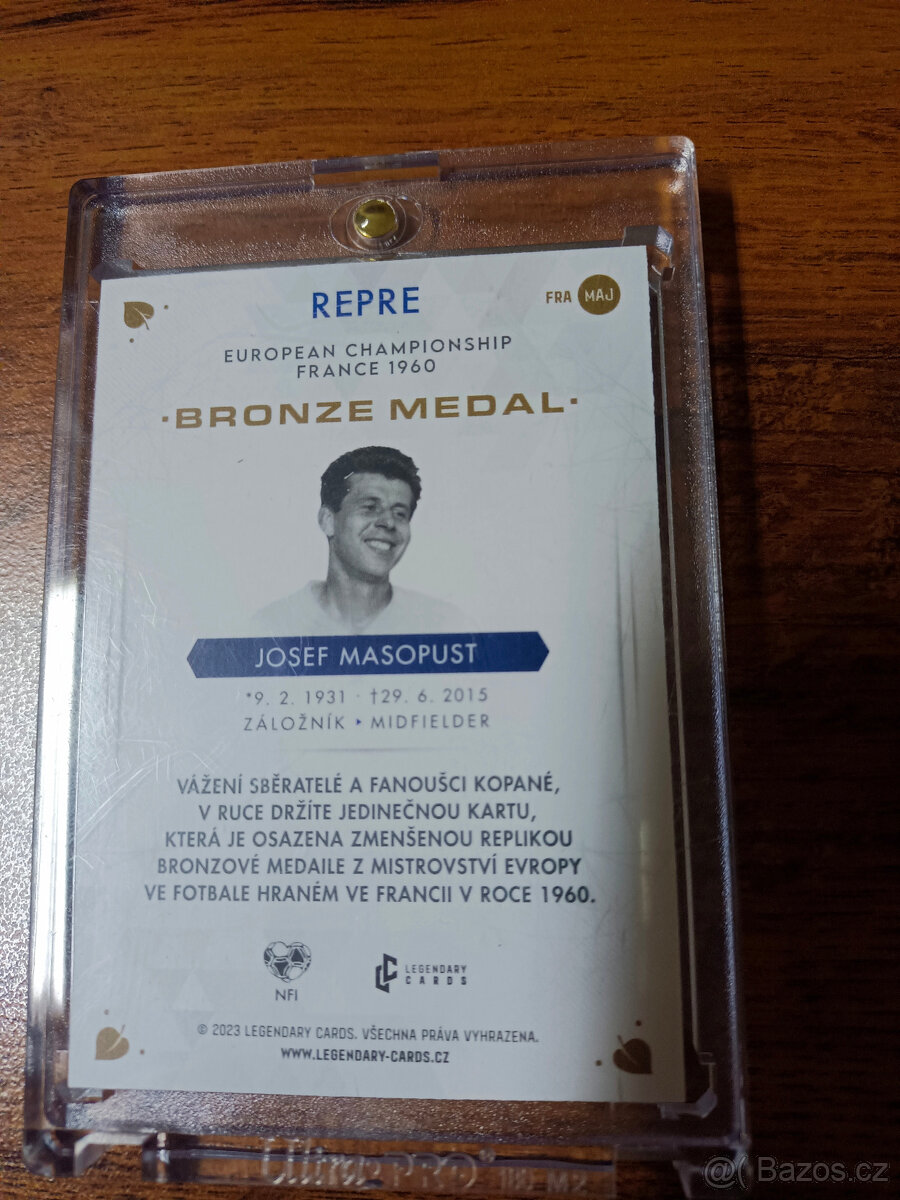 REPRE
FRA MAJ
EUROPEAN CHAMPIONSHIP
FRANCE 1960
·BRONZE MEDAL·
JOSEF MASOPUST
*9. 2. 1931 · †29. 6. 2015
ZÁLOŽNÍK ▸ MIDFIELDER
VÁŽENÍ SBĚRATELÉ A FANOUŠCI KOPANÉ,
V RUCE DRŽÍTE JEDINEČNOU KARTU,
KTERÁ JE OSAZENA ZMENŠENOU REPLIKOU
BRONZOVÉ MEDAILE Z MISTROVSTVÍ EVROPY
VE FOTBALE HRANÉM VE FRANCII V ROCE 1960.
NFI
LEGENDARY
CARDS
© 2023 LEGENDARY CARDS. VŠECHNA PRÁVA VYHRAZENA.
WWW.LEGENDARY-CARDS.CZ
Ultra·PRO®
Bazos.cz